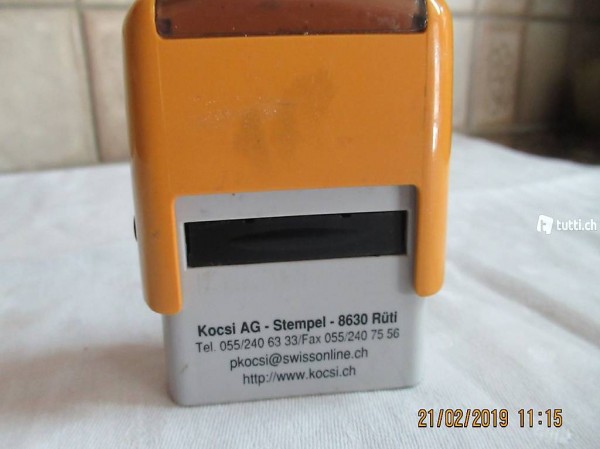 tutti.ch
Kocsi AG - Stempel - 8630 Rüti
Tel. 055/240 63 33/Fax 055/240 75 56
pkocsi@swissonline.ch
http://www.kocsi.ch
21/02/2019 11:15